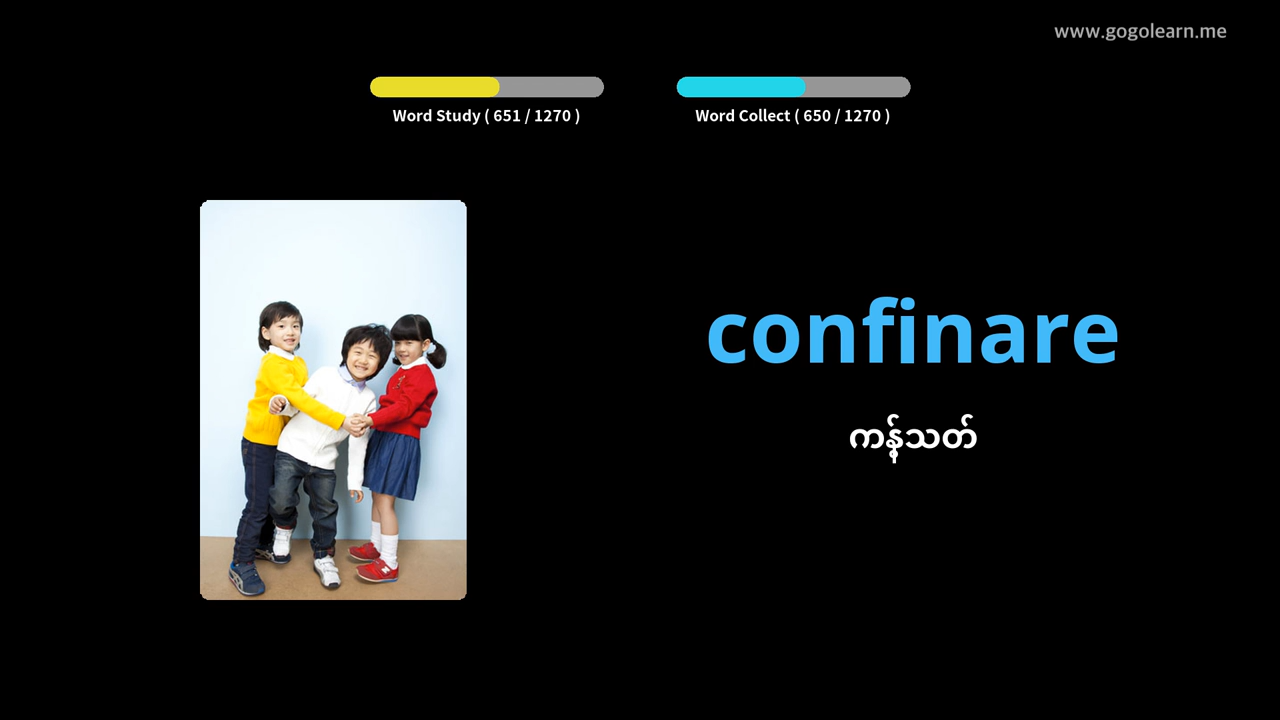 www.gogolearn.me
Word Study ( 651 / 1270 )
Word Collect ( 650 / 1270 )
confinare
ကန့်သတ်